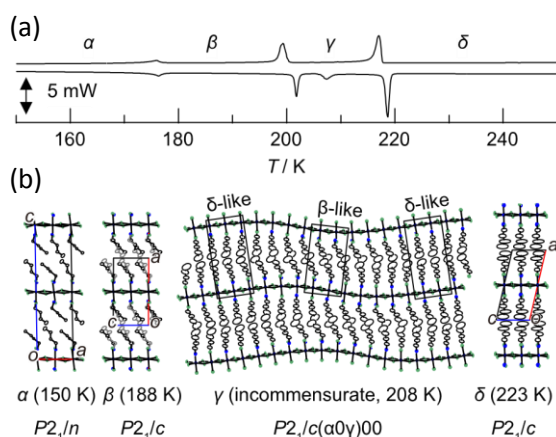 (a)
α β γ δ
5 mW
160 180 200 220 240
T / K
(b)
δ-like β-like δ-like
c a a
o a c o o
α (150 K) β (188 K) γ (incommensurate, 208 K) δ (223 K)
P2₁/n P2₁/c P2₁/c(α0γ)00 P2₁/c